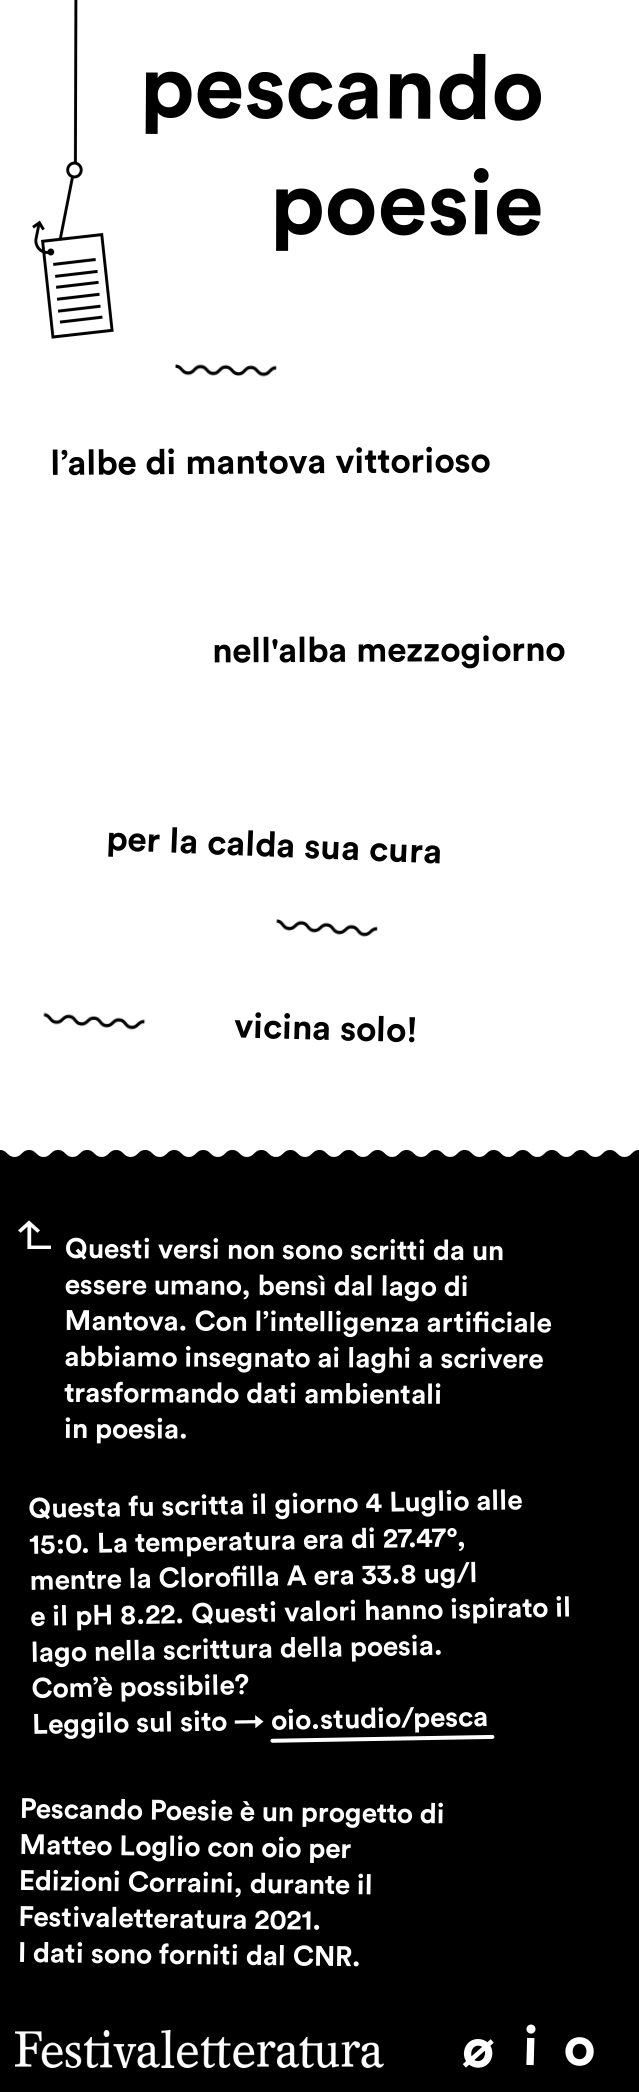 pescando
poesie
l’albe di mantova vittorioso
nell'alba mezzogiorno
per la calda sua cura
vicina solo!
Questi versi non sono scritti da un
essere umano, bensì dal lago di
Mantova. Con l’intelligenza artificiale
abbiamo insegnato ai laghi a scrivere
trasformando dati ambientali
in poesia.
Questa fu scritta il giorno 4 Luglio alle
15:0. La temperatura era di 27.47°,
mentre la Clorofilla A era 33.8 ug/l
e il pH 8.22. Questi valori hanno ispirato il
lago nella scrittura della poesia.
Com’è possibile?
Leggilo sul sito → oio.studio/pesca
Pescando Poesie è un progetto di
Matteo Loglio con oio per
Edizioni Corraini, durante il
Festivaletteratura 2021.
I dati sono forniti dal CNR.
Festivaletteratura ø i o